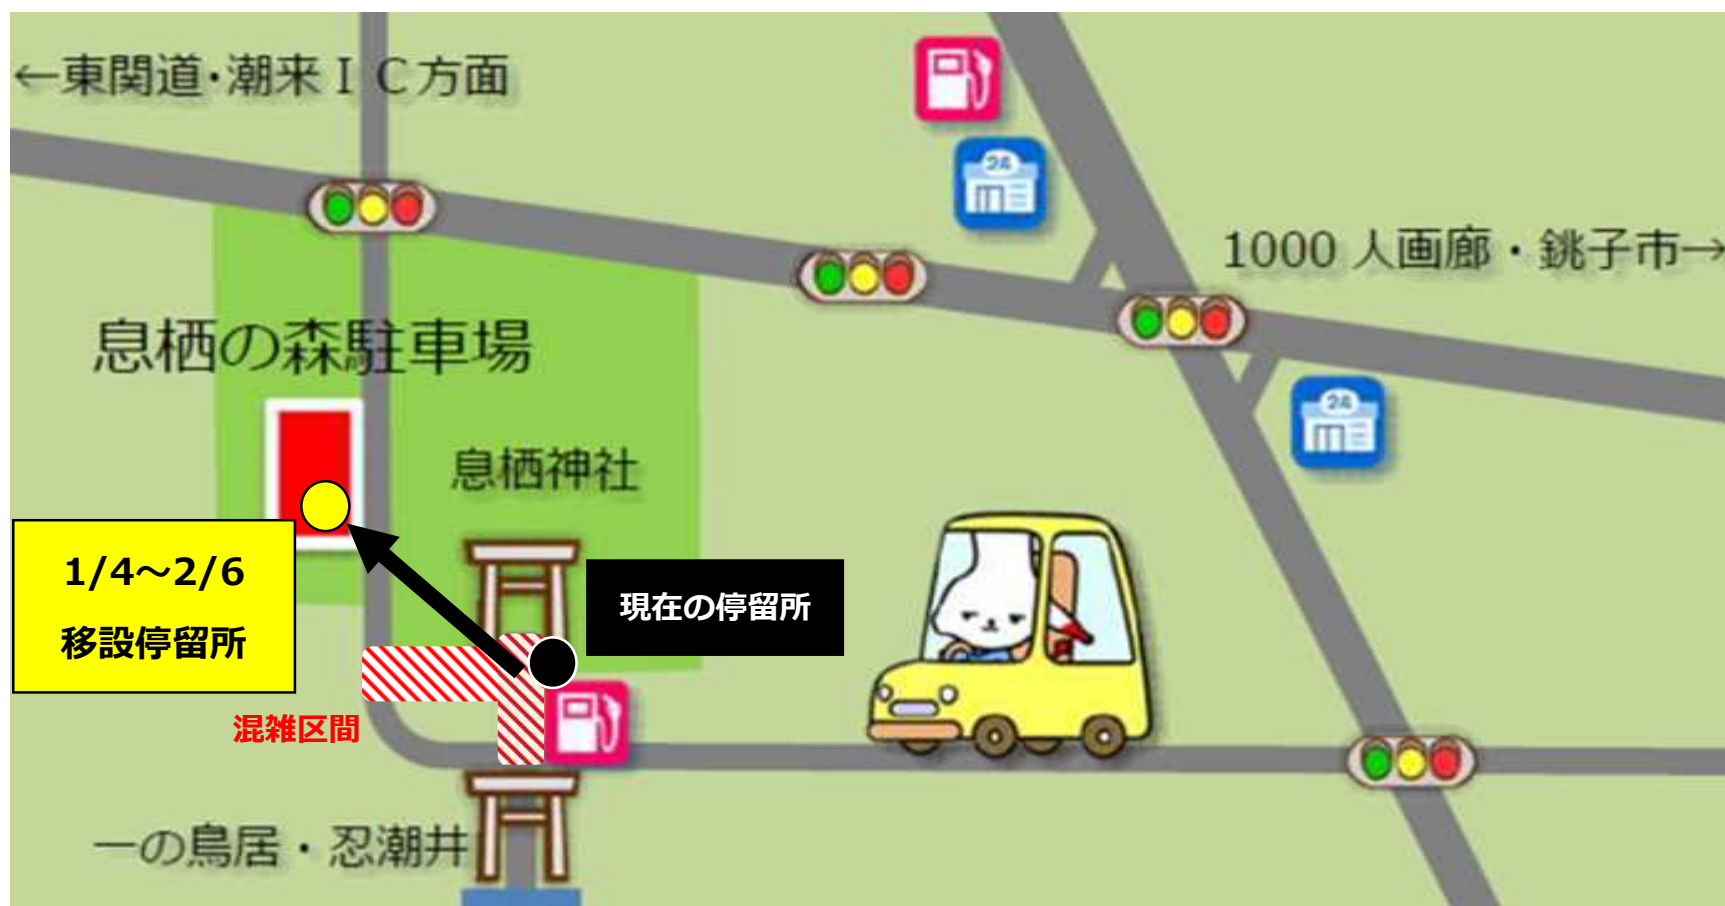 ←東関道・潮来ＩＣ方面
24
1000 人画廊・銚子市→
息栖の森駐車場
24
息栖神社
1/4～2/6
移設停留所
現在の停留所
混雑区間
一の鳥居・忍潮井